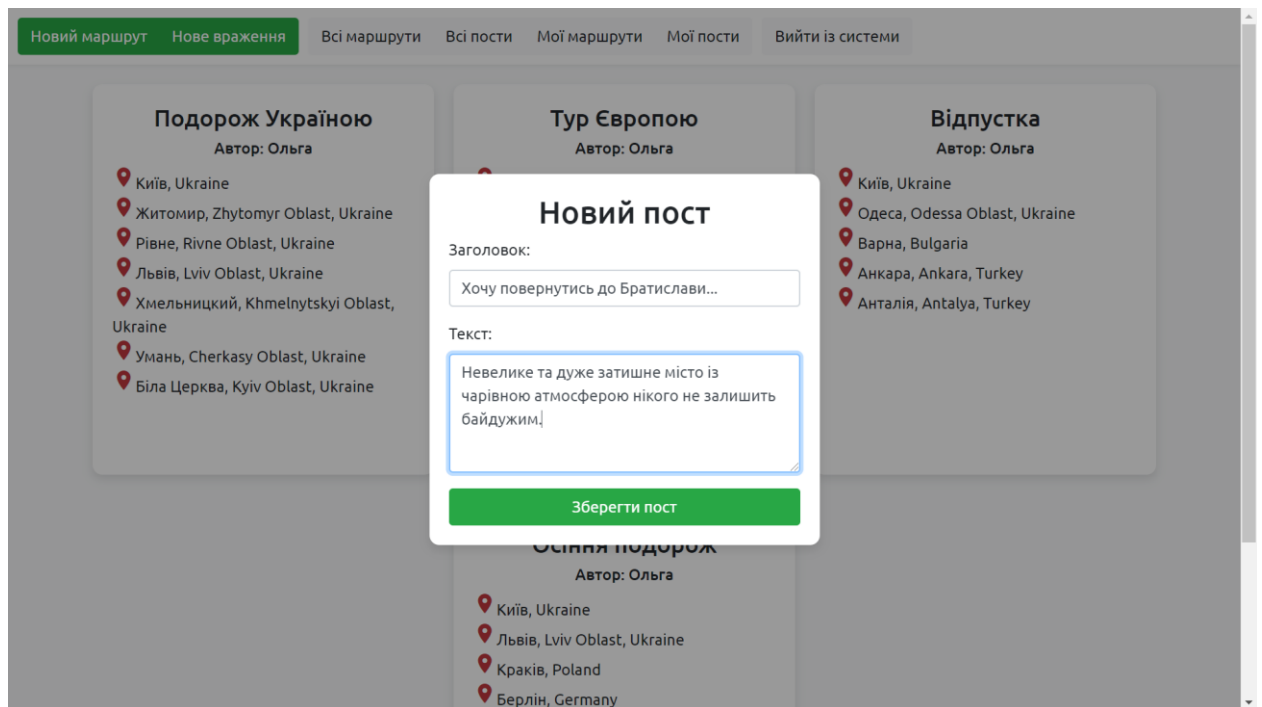 Новий маршрут Нове враження Всі маршрути Всі пости Мої маршрути Мої пости Вийти із системи
Подорож Україною
Автор: Ольга
Київ, Ukraine
Житомир, Zhytomyr Oblast, Ukraine
Рівне, Rivne Oblast, Ukraine
Львів, Lviv Oblast, Ukraine
Хмельницкий, Khmelnytskyi Oblast,
Ukraine
Умань, Cherkasy Oblast, Ukraine
Біла Церква, Kyiv Oblast, Ukraine
Тур Європою
Автор: Ольга
Відпустка
Автор: Ольга
Київ, Ukraine
Одеса, Odessa Oblast, Ukraine
Варна, Bulgaria
Анкара, Ankara, Turkey
Анталія, Antalya, Turkey
Новий пост
Заголовок:
Хочу повернутись до Братислави...
Текст:
Невелике та дуже затишне місто із
чарівною атмосферою нікого не залишить
байдужим.
Зберегти пост
Осіння подорож
Автор: Ольга
Київ, Ukraine
Львів, Lviv Oblast, Ukraine
Краків, Poland
Берлін, Germany